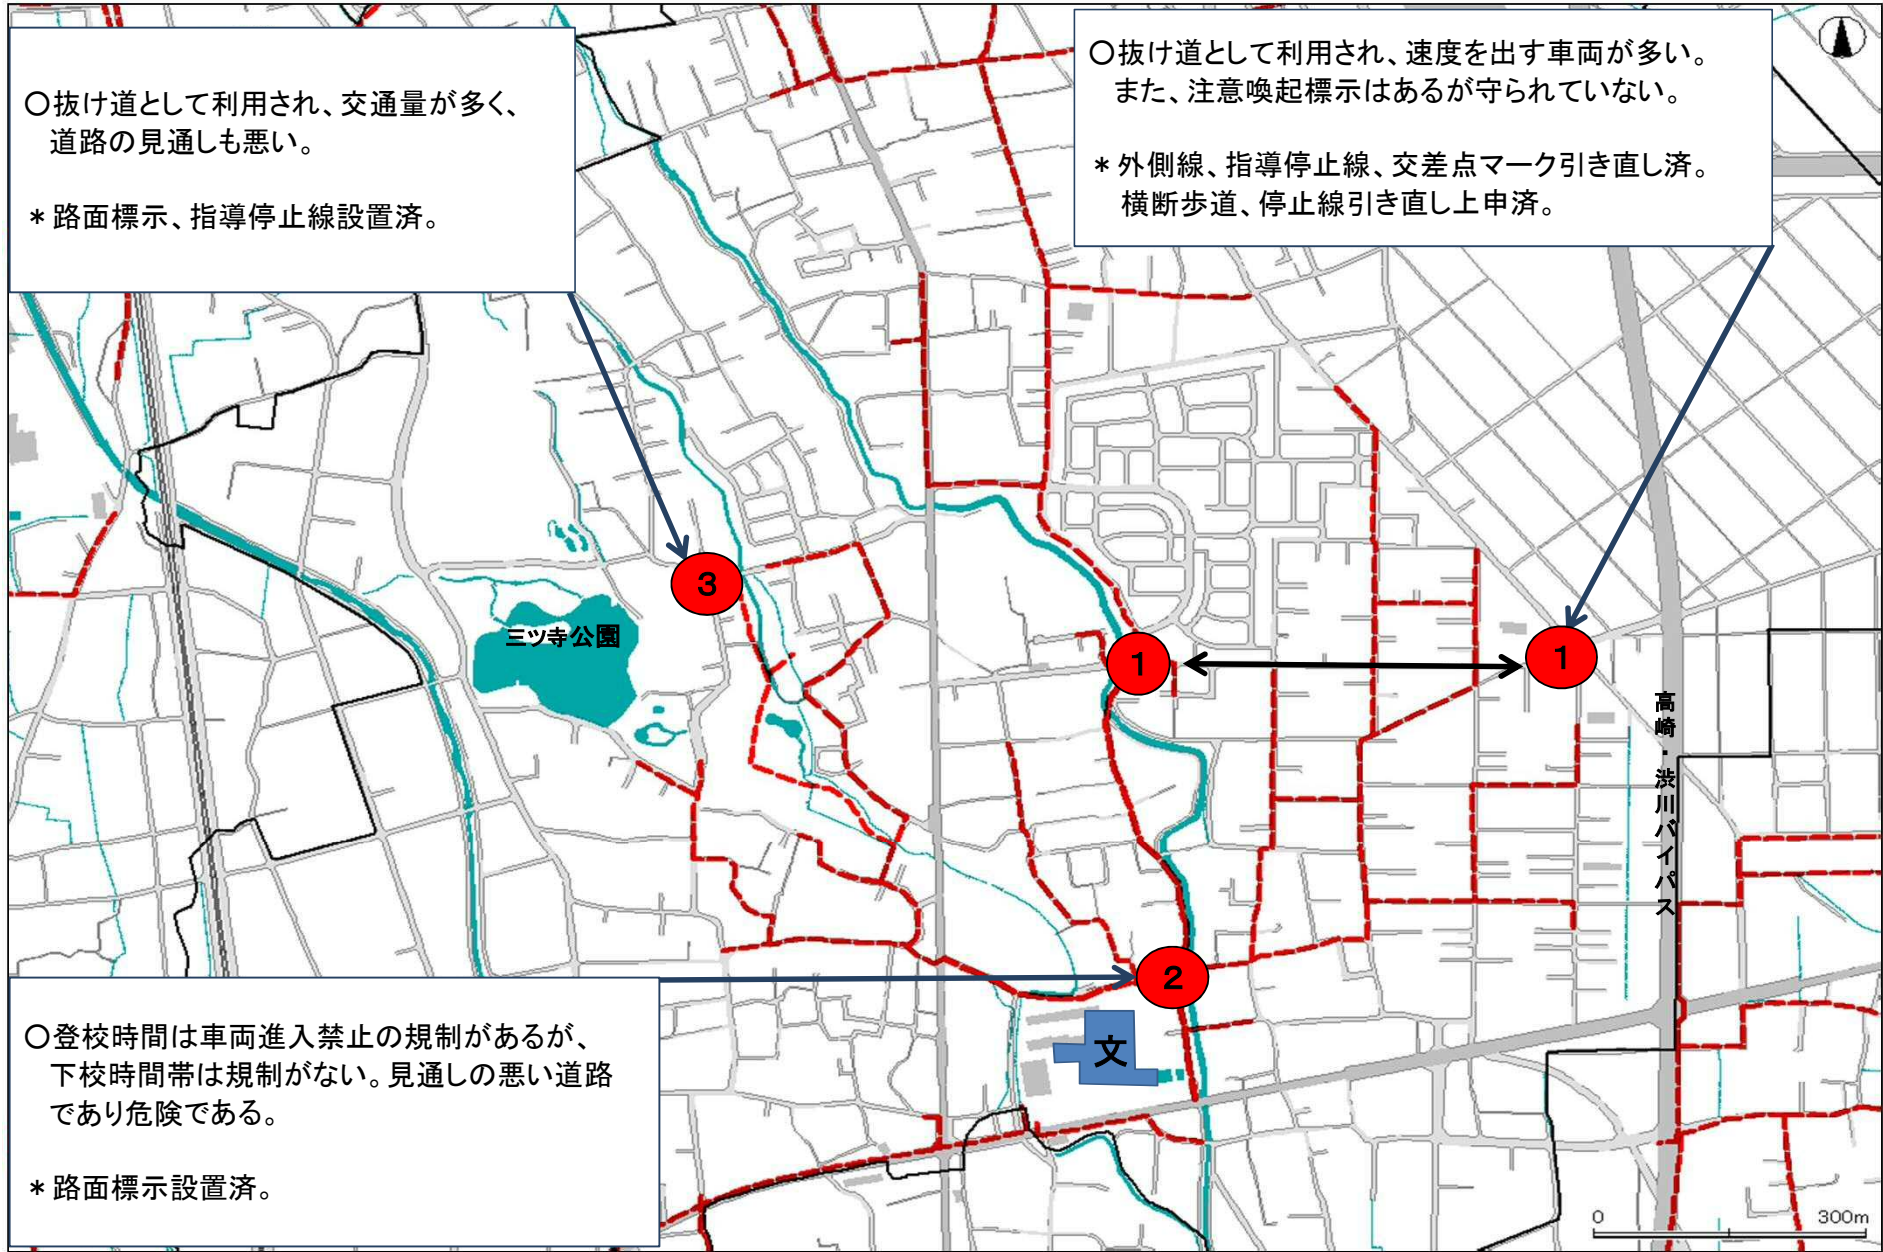 〇抜け道として利用され、交通量が多く、
道路の見通しも悪い。
＊路面標示、指導停止線設置済。
〇抜け道として利用され、速度を出す車両が多い。
また、注意喚起標示はあるが守られていない。
＊外側線、指導停止線、交差点マーク引き直し済。
横断歩道、停止線引き直し上申済。
3
三ツ寺公園
1
1
高崎・渋川バイパス
2
文
〇登校時間は車両進入禁止の規制があるが、
下校時間帯は規制がない。見通しの悪い道路
であり危険である。
＊路面標示設置済。
0 300m